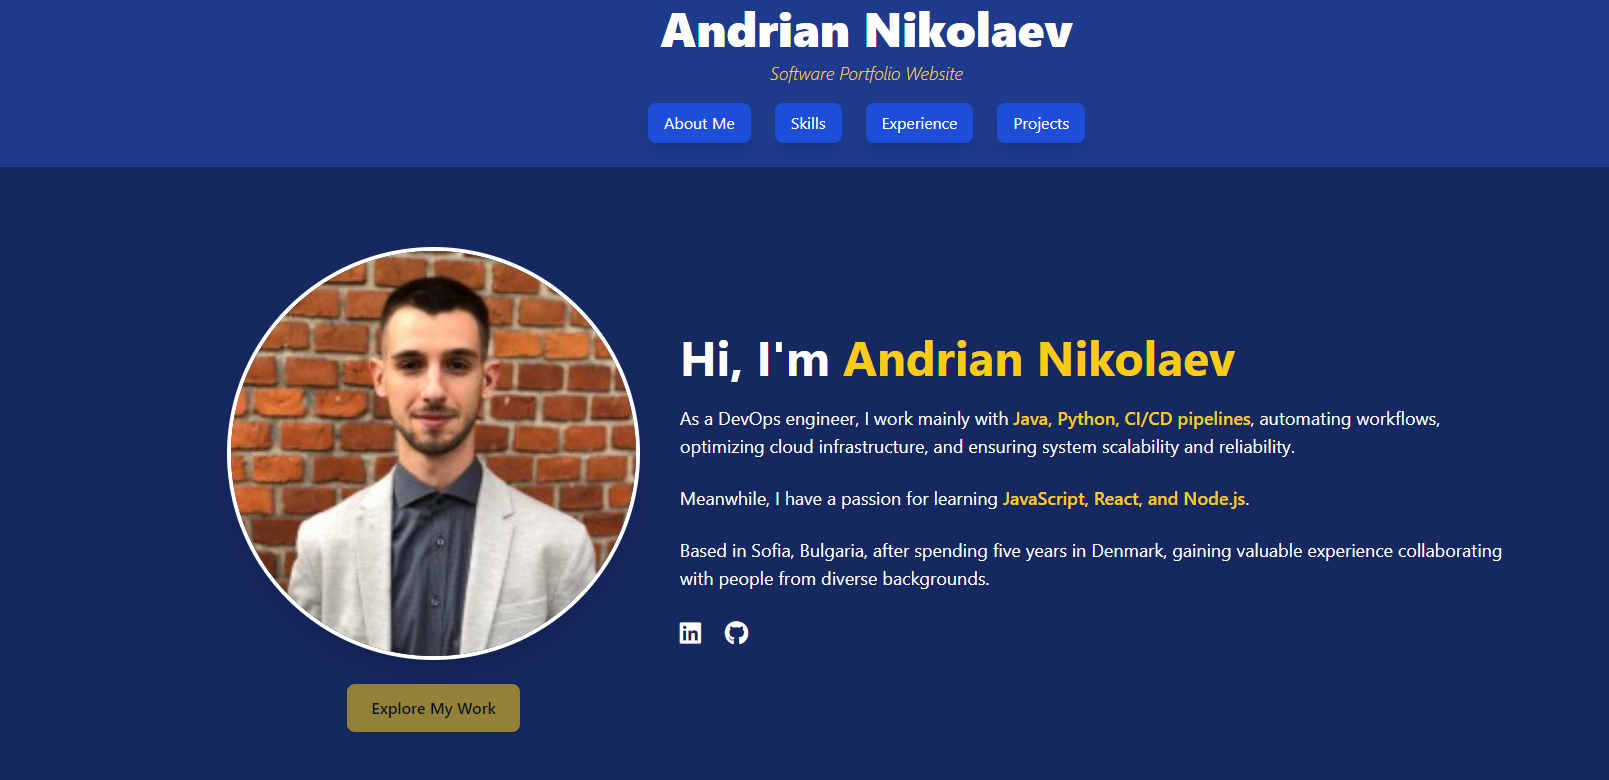 Andrian Nikolaev
Software Portfolio Website
About Me
Skills
Experience
Projects
Hi, I'm Andrian Nikolaev
As a DevOps engineer, I work mainly with Java, Python, CI/CD pipelines, automating workflows,
optimizing cloud infrastructure, and ensuring system scalability and reliability.
Meanwhile, I have a passion for learning JavaScript, React, and Node.js.
Based in Sofia, Bulgaria, after spending five years in Denmark, gaining valuable experience collaborating
with people from diverse backgrounds.
in
Explore My Work